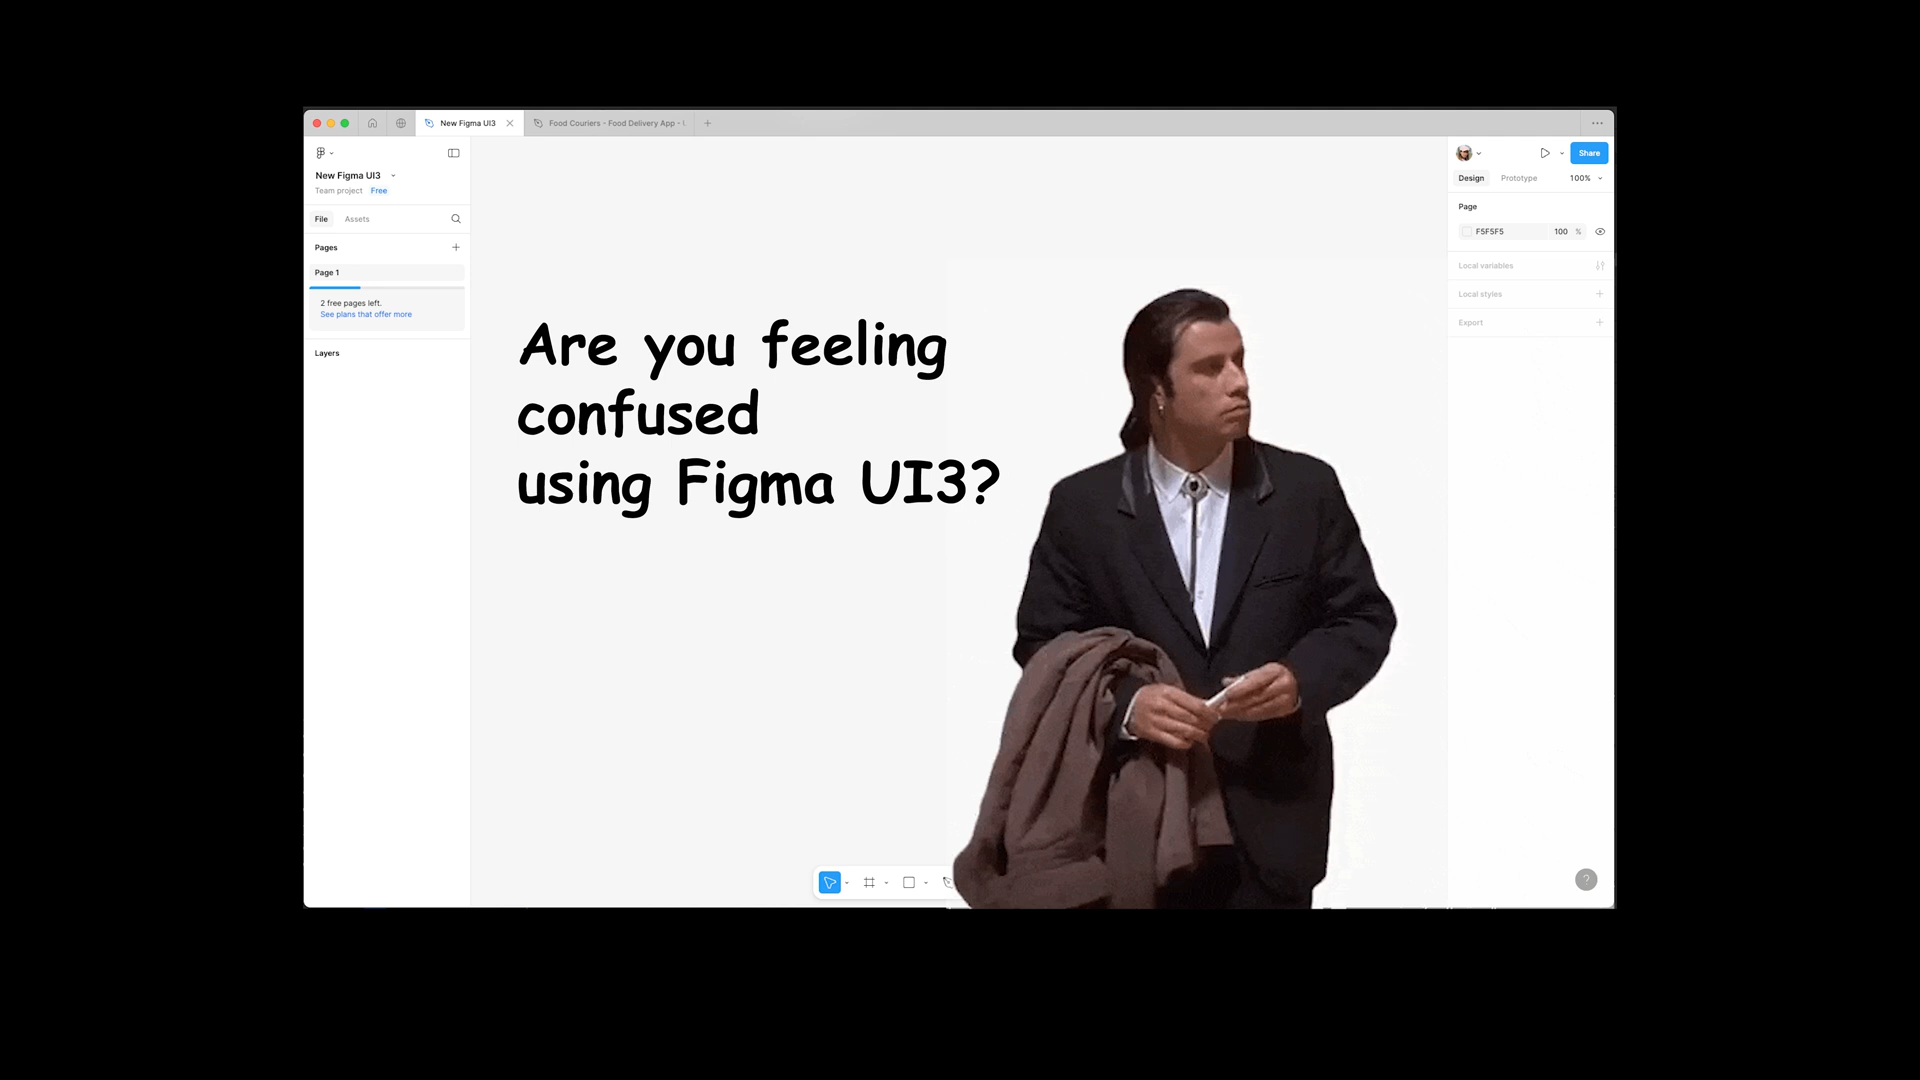 New Figma UI3
Food Couriers - Food Delivery App -
New Figma UI3
Team project Free
File Assets
Pages
Page 1
2 free pages left.
See plans that offer more
Layers
Are you feeling
confused
using Figma UI3?
Share
Design Prototype 100%
Page
F5F5F5 100 %
Local variables
Local styles
Export
?